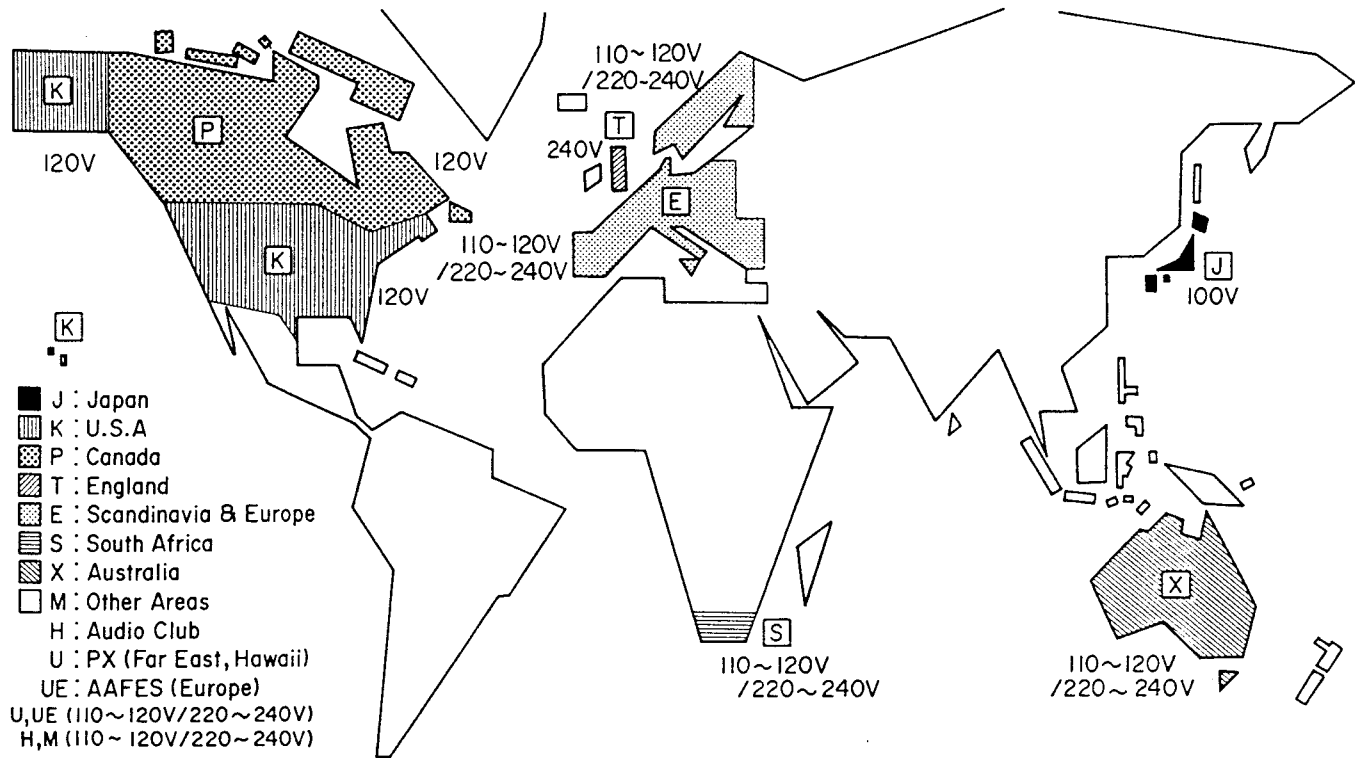 110~120V
/220~240V
K
P
T
120V
240V
120V
E
110~120V
/220~240V
K
120V
J
100V
K
J : Japan
K : U.S.A
P : Canada
T : England
E : Scandinavia & Europe
S : South Africa
X : Australia
M : Other Areas
H : Audio Club
U : PX (Far East, Hawaii)
UE : AAFES (Europe)
U,UE (110~120V/220~240V)
H,M (110~120V/220~240V)
S
110~120V
/220~240V
X
110~120V
/220~240V